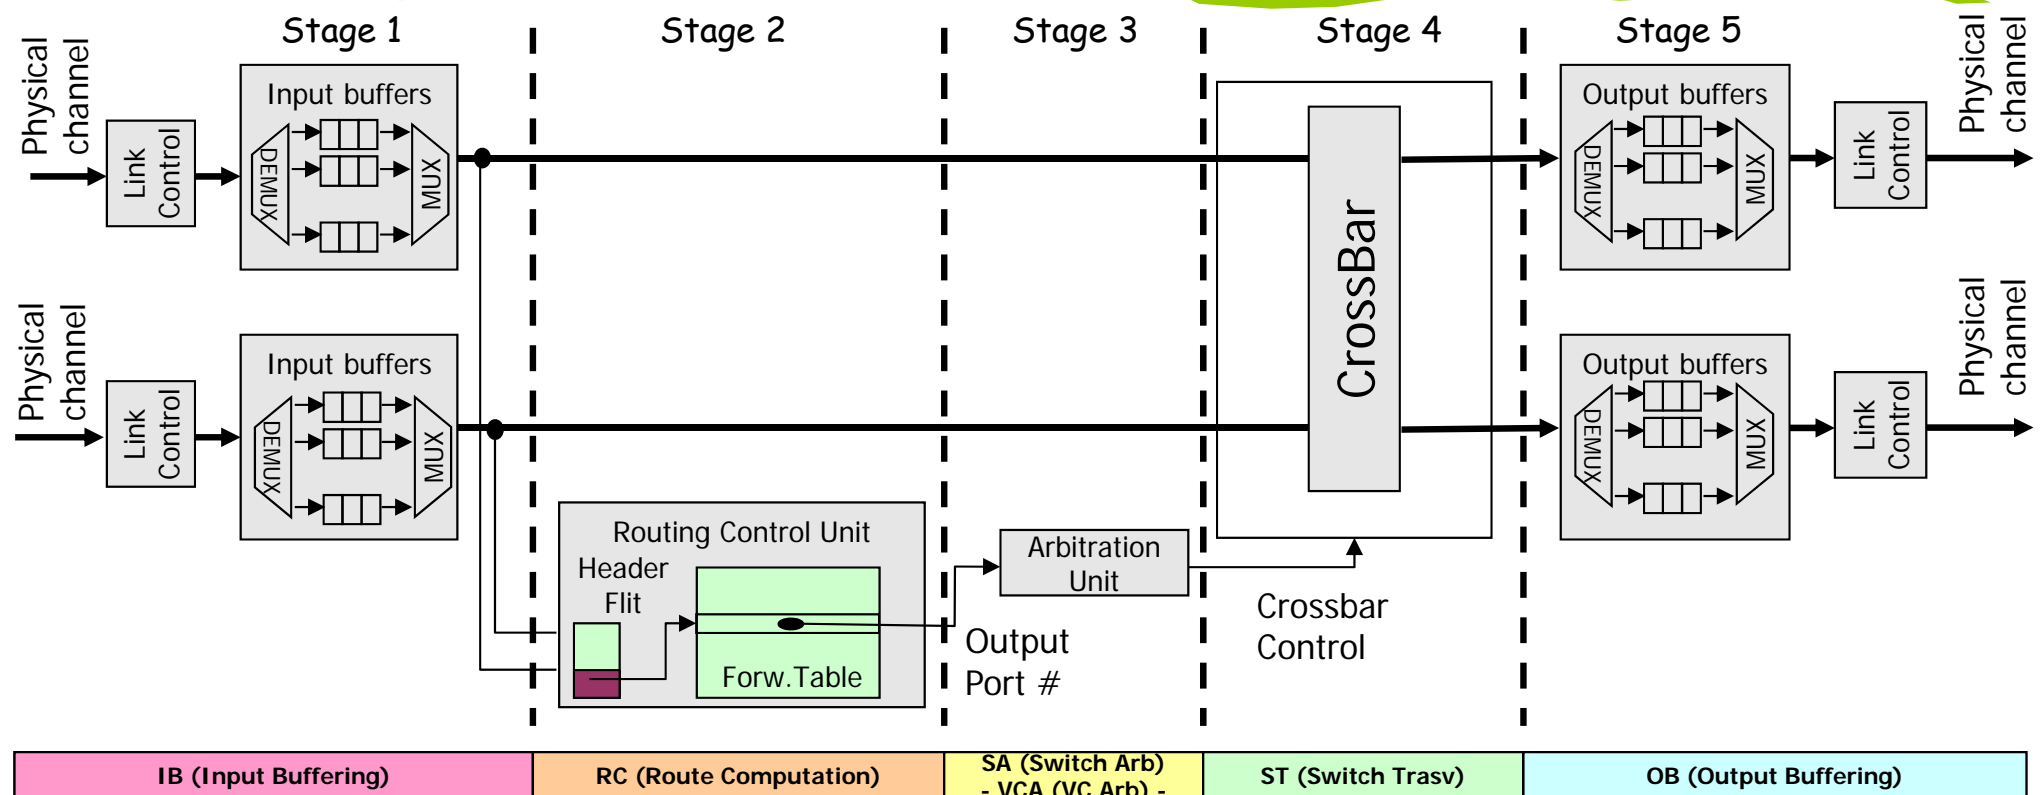 Stage 1
Stage 2
Stage 3
Stage 4
Stage 5
Physical
channel
Link
Control
Input buffers
DEMUX
MUX
CrossBar
Output buffers
DEMUX
MUX
Link
Control
Physical
channel
Physical
channel
Link
Control
Input buffers
DEMUX
MUX
Output buffers
DEMUX
MUX
Link
Control
Physical
channel
Routing Control Unit
Header
Flit
Forw.Table
Arbitration
Unit
Output
Port #
Crossbar
Control
IB (Input Buffering)
RC (Route Computation)
SA (Switch Arb)
- VCA (VC Arb) -
ST (Switch Trasv)
OB (Output Buffering)